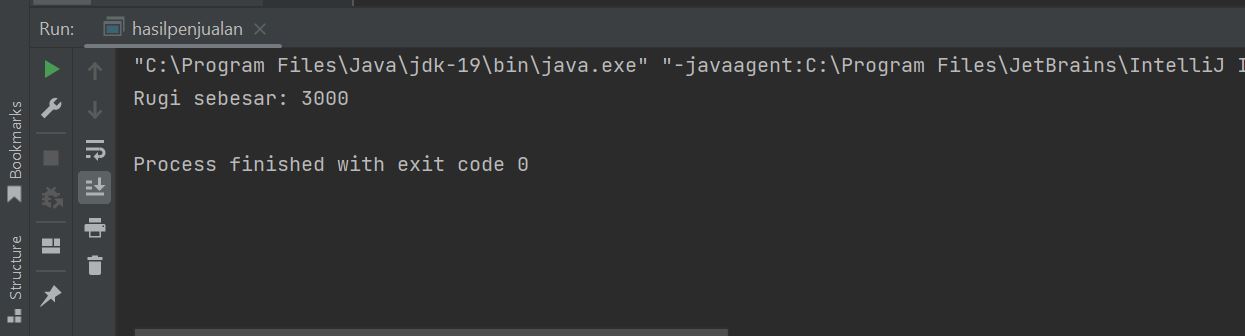 Run: hasilpenjualan
"C:\Program Files\Java\jdk-19\bin\java.exe" "-javaagent:C:\Program Files\JetBrains\IntelliJ I
Rugi sebesar: 3000
Process finished with exit code 0
Bookmarks
Structure